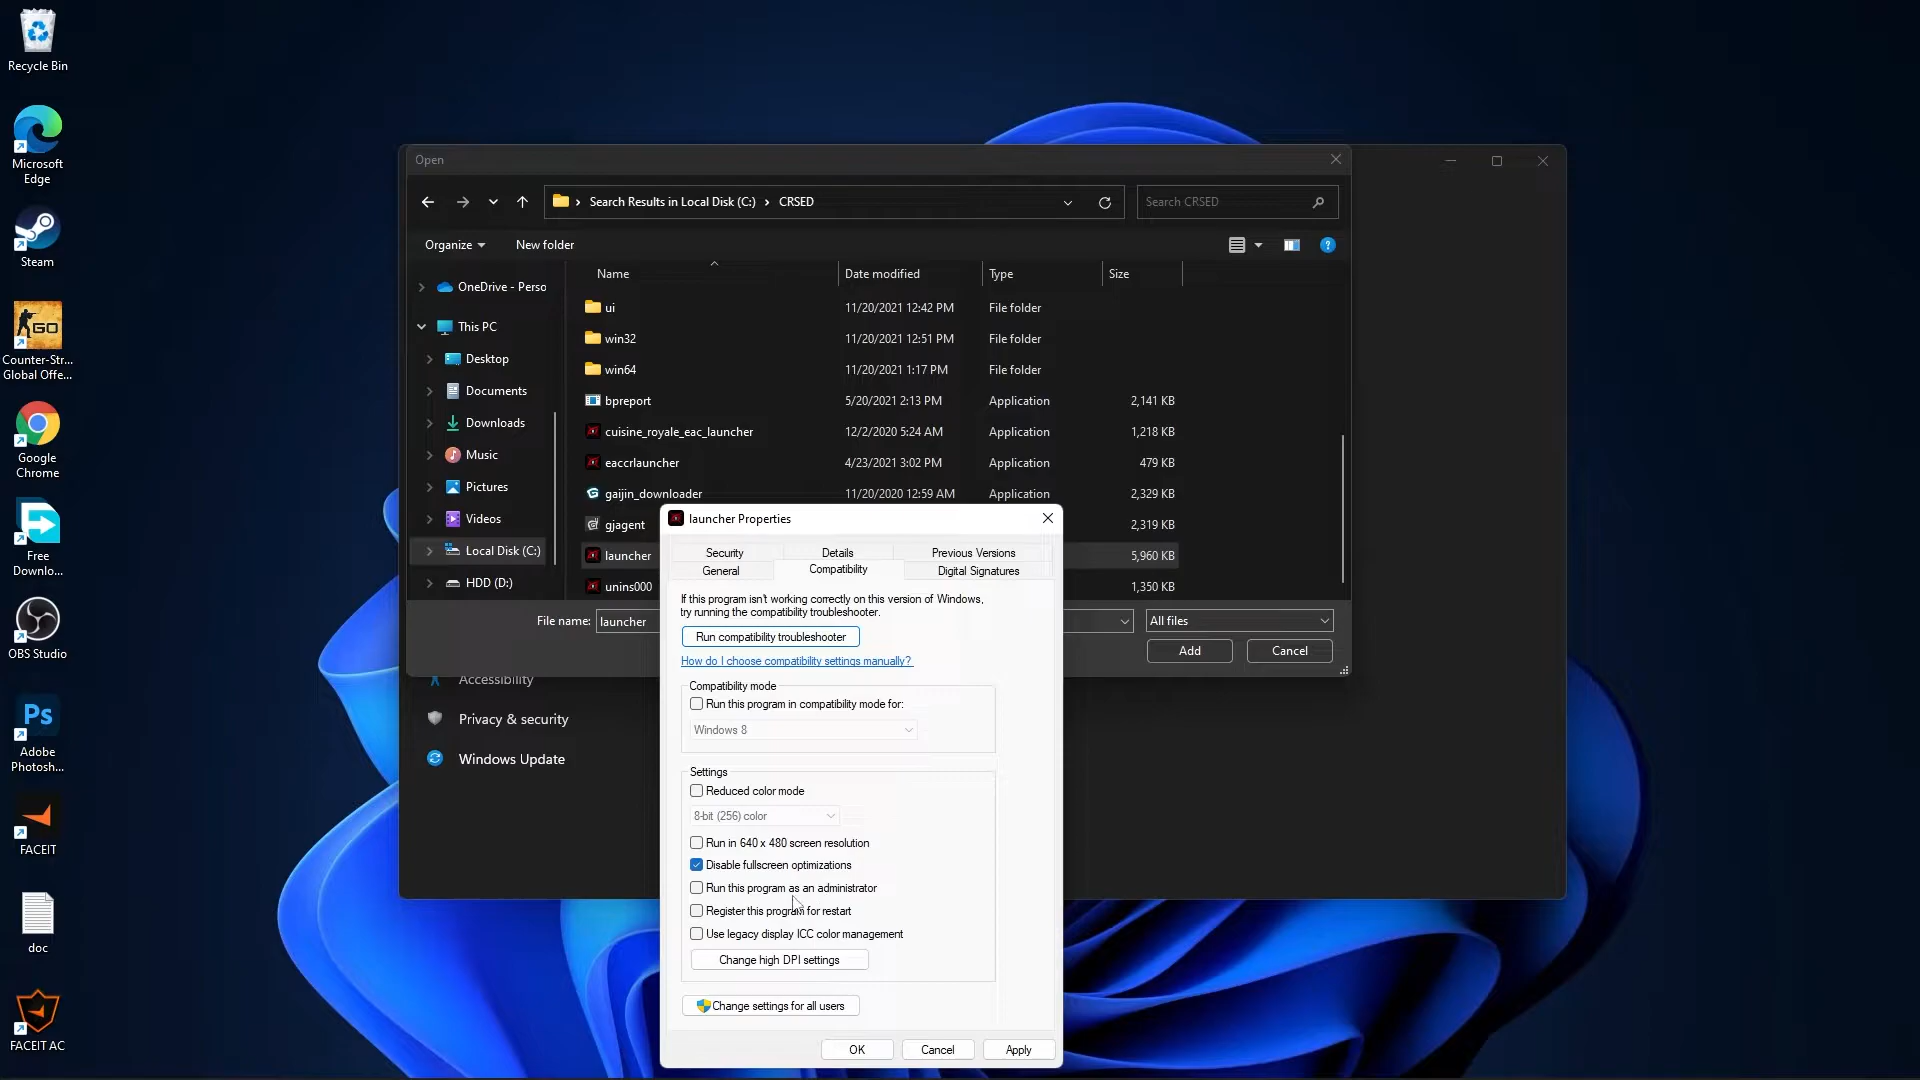 Recycle Bin
Microsoft
Edge
Steam
GO
Counter-Str...
Global Offe...
Google
Chrome
Free
Downlo...
OBS Studio
Ps
Adobe
Photosh...
FACEIT
doc
FACEIT AC
Open
Search Results in Local Disk (C:) › CRSED
Search CRSED
Organize
New folder
?
Name
Date modified
Type
Size
OneDrive - Perso
This PC
Desktop
Documents
Downloads
Music
Pictures
Videos
Local Disk (C:)
HDD (D:)
ui 11/20/2021 12:42 PM File folder
win32 11/20/2021 12:51 PM File folder
win64 11/20/2021 1:17 PM File folder
bpreport 5/20/2021 2:13 PM Application 2,141 KB
cuisine_royale_eac_launcher 12/2/2020 5:24 AM Application 1,218 KB
eaccrlauncher 4/23/2021 3:02 PM Application 479 KB
gaijin_downloader 11/20/2020 12:59 AM Application 2,329 KB
gjagent 2,319 KB
launcher 5,960 KB
unins000 1,350 KB
File name: launcher
All files
Add
Cancel
Accessibility
Privacy & security
Windows Update
launcher Properties
Security
Details
Previous Versions
General
Compatibility
Digital Signatures
If this program isn't working correctly on this version of Windows,
try running the compatibility troubleshooter.
Run compatibility troubleshooter
How do I choose compatibility settings manually?
Compatibility mode
Run this program in compatibility mode for:
Windows 8
Settings
Reduced color mode
8-bit (256) color
Run in 640 x 480 screen resolution
Disable fullscreen optimizations
Run this program as an administrator
Register this program for restart
Use legacy display ICC color management
Change high DPI settings
Change settings for all users
OK
Cancel
Apply